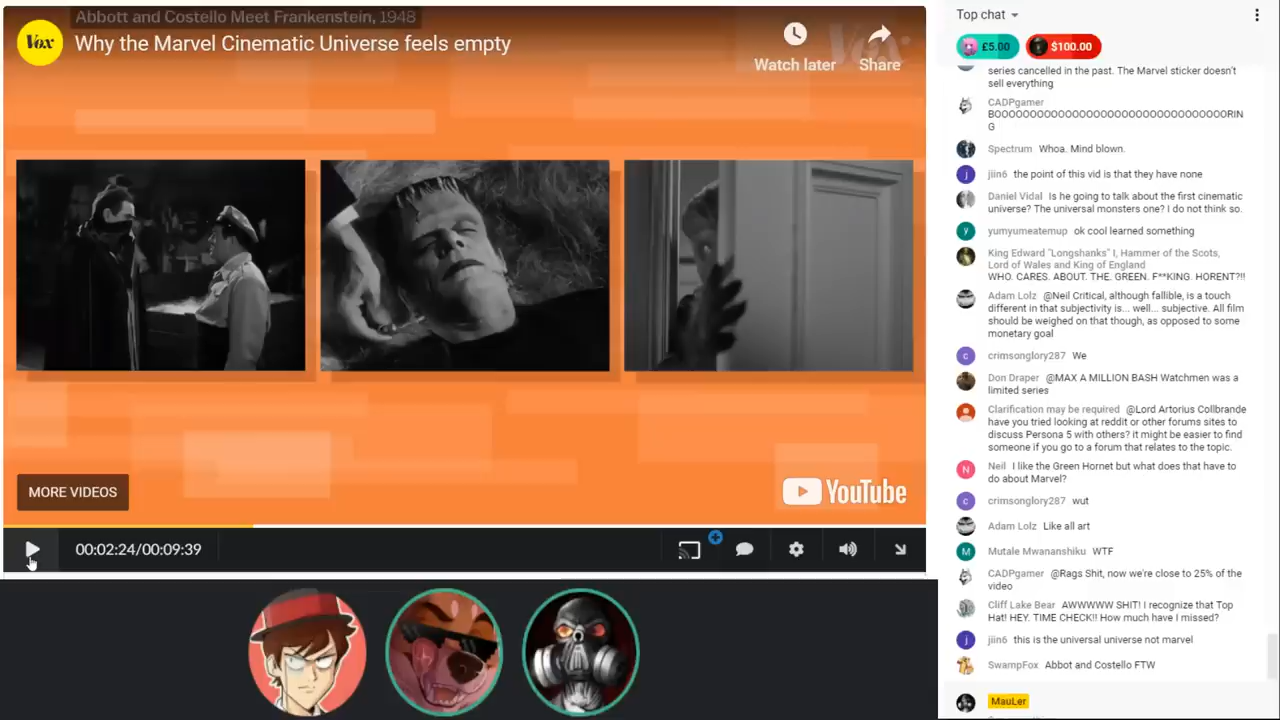 Abbott and Costello Meet Frankenstein, 1948
Vox
Why the Marvel Cinematic Universe feels empty
Watch later
Share
MORE VIDEOS
YouTube
00:02:24/00:09:39
Top chat
£5.00
$100.00
series cancelled in the past. The Marvel sticker doesn't
sell everything
CADPgamer
BOOOOOOOOOOOOOOOOOOOOOOOOOOOOOOOOOORIN
G
Spectrum Whoa. Mind blown.
jiin6 the point of this vid is that they have none
Daniel Vidal Is he going to talk about the first cinematic
universe? The universal monsters one? I do not think so.
yumyumeatemup ok cool learned something
King Edward "Longshanks" I, Hammer of the Scots,
Lord of Wales and King of England
WHO. CARES. ABOUT. THE. GREEN. F**KING. HORENT?!!
Adam Lolz @Neil Critical, although fallible, is a touch
different in that subjectivity is... well... subjective. All film
should be weighed on that though, as opposed to some
monetary goal
crimsonglory287 We
Don Draper @MAX A MILLION BASH Watchmen was a
limited series
Clarification may be required @Lord Artorius Collbrande
have you tried looking at reddit or other forums sites to
discuss Persona 5 with others? it might be easier to find
someone if you go to a forum that relates to the topic.
Neil I like the Green Hornet but what does that have to
do about Marvel?
crimsonglory287 wut
Adam Lolz Like all art
Mutale Mwananshiku WTF
CADPgamer @Rags Shit, now we're close to 25% of the
video
Cliff Lake Bear AWWWWW SHIT! I recognize that Top
Hat! HEY. TIME CHECK!! How much have I missed?
jiin6 this is the universal universe not marvel
SwampFox Abbot and Costello FTW
MauLer